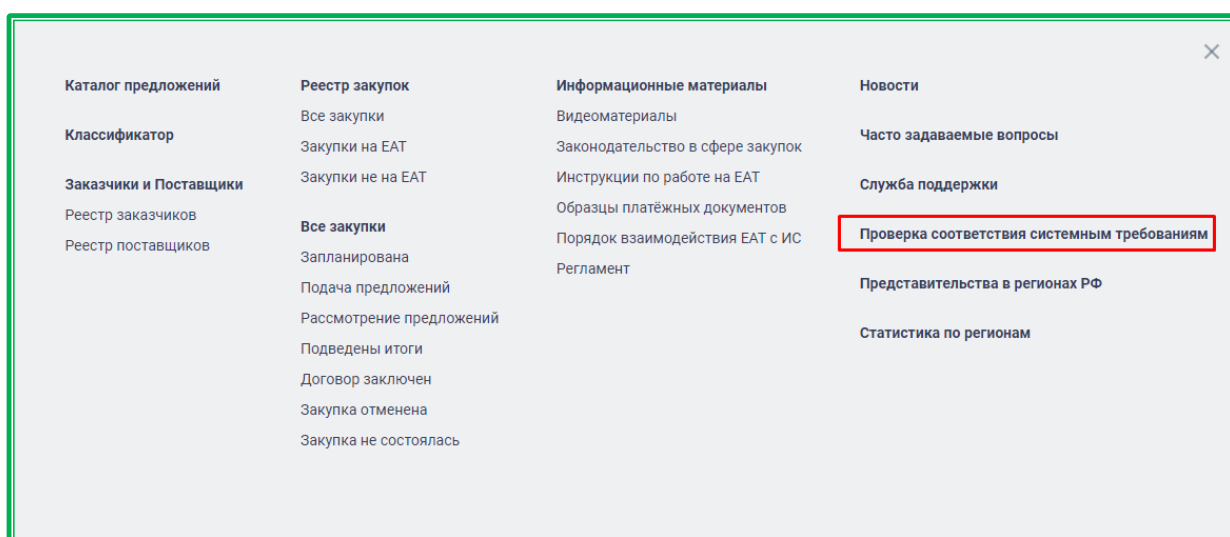 Каталог предложений
Классификатор
Заказчики и Поставщики
Реестр заказчиков
Реестр поставщиков
Реестр закупок
Все закупки
Закупки на ЕАТ
Закупки не на ЕАТ
Все закупки
Запланирована
Подача предложений
Рассмотрение предложений
Подведены итоги
Договор заключен
Закупка отменена
Закупка не состоялась
Информационные материалы
Видеоматериалы
Законодательство в сфере закупок
Инструкции по работе на ЕАТ
Образцы платёжных документов
Порядок взаимодействия ЕАТ с ИС
Регламент
Новости
Часто задаваемые вопросы
Служба поддержки
Проверка соответствия системным требованиям
Представительства в регионах РФ
Статистика по регионам